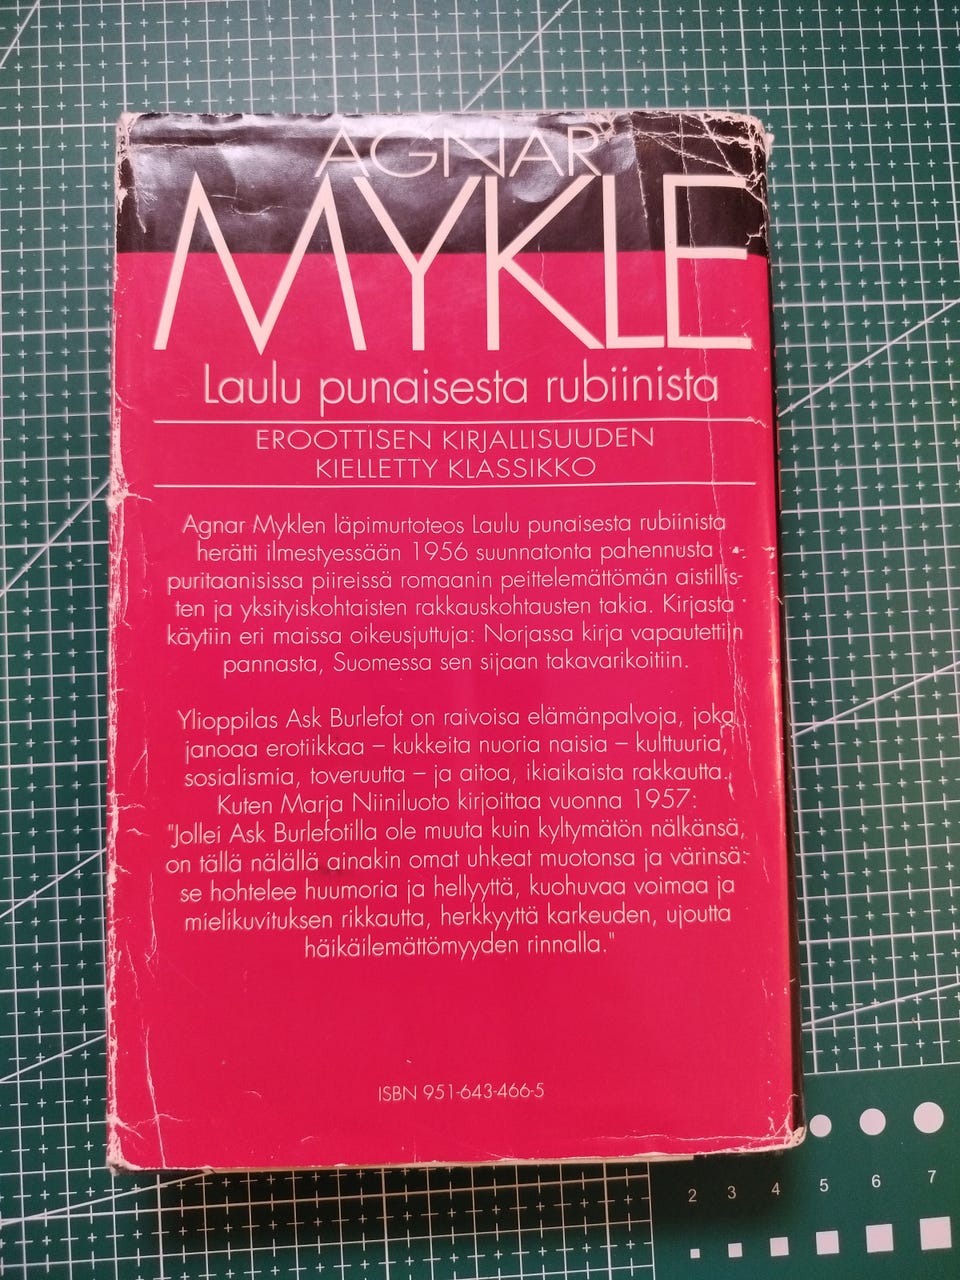 AGNAR
MYKLE
Laulu punaisesta rubiinista
EROOTTISEN KIRJALLISUUDEN
KIELLETTY KLASSIKKO
Agnar Myklen läpimurtoteos Laulu punaisesta rubiinista
herätti ilmestyessään 1956 suunnatonta pahennusta
puritaanisissa piireissä romaanin peittelemättömän aistillis-
ten ja yksityiskohtaisten rakkauskohtausten takia. Kirjasta
käytiin eri maissa oikeusjuttuja: Norjassa kirja vapautettiin
pannasta, Suomessa sen sijaan takavarikoitiin.
Ylioppilas Ask Burlefot on raivoisa elämänpalvoja, joka
janoaa erotiikkaa – kukkeita nuoria naisia – kulttuuria,
sosialismia, toveruutta – ja aitoa, ikiaikaista rakkautta.
Kuten Marja Niiniluoto kirjoittaa vuonna 1957:
"Jollei Ask Burlefotilla ole muuta kuin kyltymätön nälkänsä,
on tällä nälällä ainakin omat uhkeat muotonsa ja värinsä:
se hohtelee huumoria ja hellyyttä, kuohuvaa voimaa ja
mielikuvituksen rikkautta, herkkyyttä karkeuden, ujoutta
häikäilemättömyyden rinnalla."
ISBN 951-643-466-5
2 3 4 5 6 7